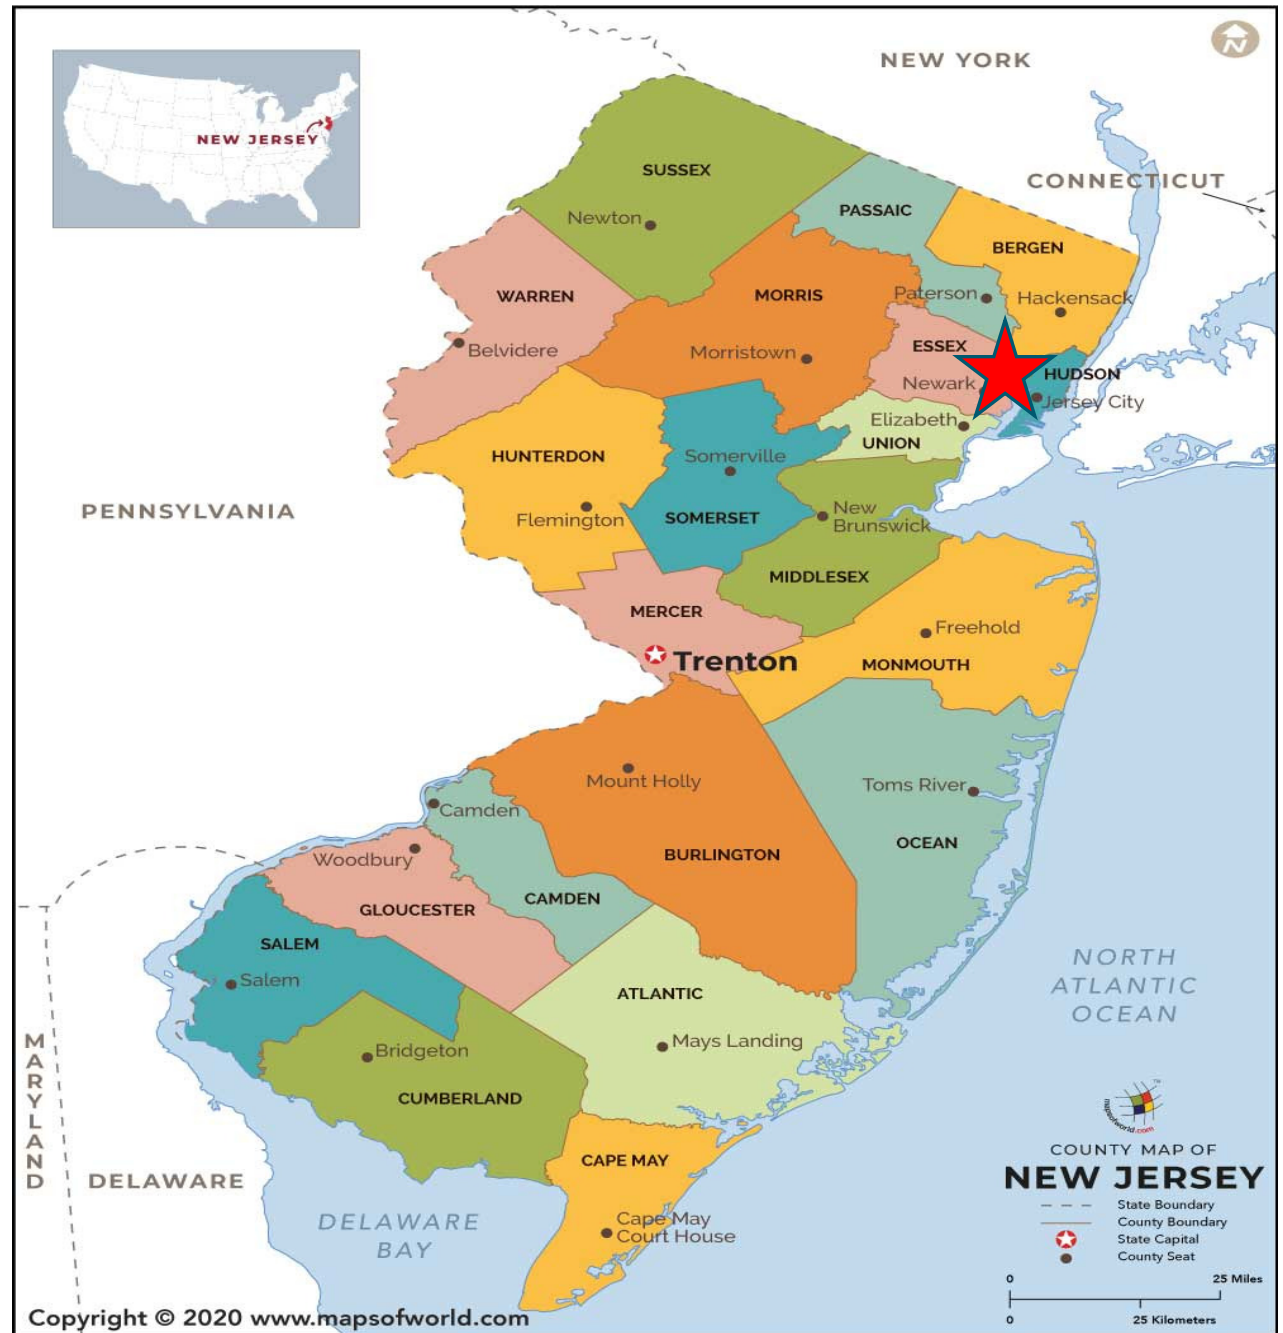 NEW YORK
N
NEW JERSEY
CONNECTICUT
SUSSEX
Newton
PASSAIC
BERGEN
WARREN
MORRIS
Paterson
Hackensack
Belvidere
Morristown
ESSEX
Newark
HUDSON
Jersey City
Elizabeth
UNION
HUNTERDON
Somerville
Flemington
SOMERSET
New
Brunswick
PENNSYLVANIA
MIDDLESEX
MERCER
Freehold
Trenton
MONMOUTH
Mount Holly
Toms River
Camden
OCEAN
Woodbury
BURLINGTON
CAMDEN
GLOUCESTER
SALEM
Salem
ATLANTIC
NORTH
ATLANTIC
OCEAN
Mays Landing
Bridgeton
CUMBERLAND
MARYLAND
DELAWARE
CAPE MAY
DELAWARE
BAY
Cape May
Court House
mapsofworld.com
TM
COUNTY MAP OF
NEW JERSEY
State Boundary
County Boundary
State Capital
County Seat
0 25 Miles
0 25 Kilometers
Copyright © 2020 www.mapsofworld.com